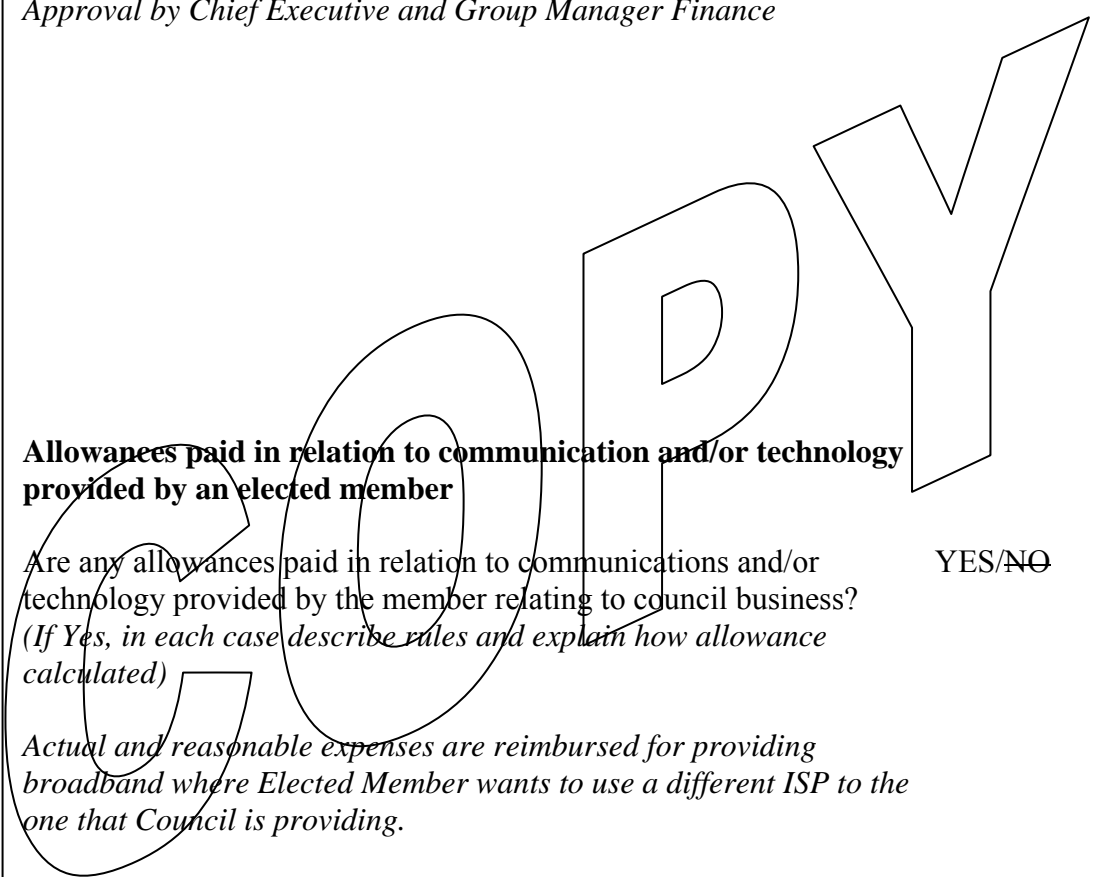 Approval by Chief Executive and Group Manager Finance
COPY
Allowances paid in relation to communication and/or technology
provided by an elected member
Are any allowances paid in relation to communications and/or YES/NO
technology provided by the member relating to council business?
(If Yes, in each case describe rules and explain how allowance
calculated)
Actual and reasonable expenses are reimbursed for providing
broadband where Elected Member wants to use a different ISP to the
one that Council is providing.